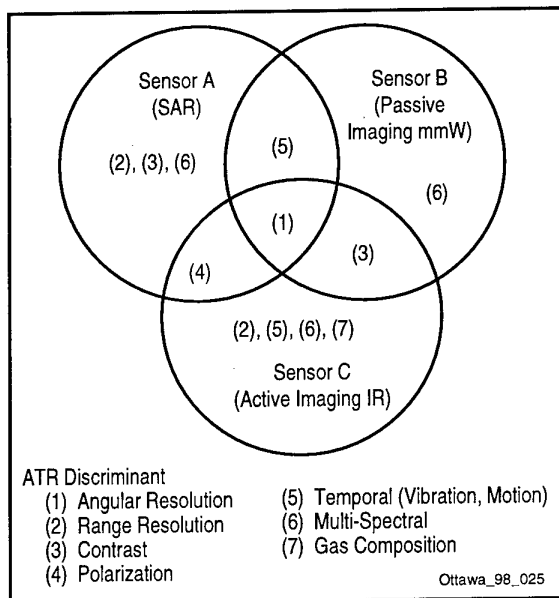 Sensor A
(SAR)
Sensor B
(Passive
Imaging mmW)
(2), (3), (6)
(5)
(6)
(1)
(4)
(3)
(2), (5), (6), (7)
Sensor C
(Active Imaging IR)
ATR Discriminant
(1) Angular Resolution
(2) Range Resolution
(3) Contrast
(4) Polarization
(5) Temporal (Vibration, Motion)
(6) Multi-Spectral
(7) Gas Composition
Ottawa_98_025